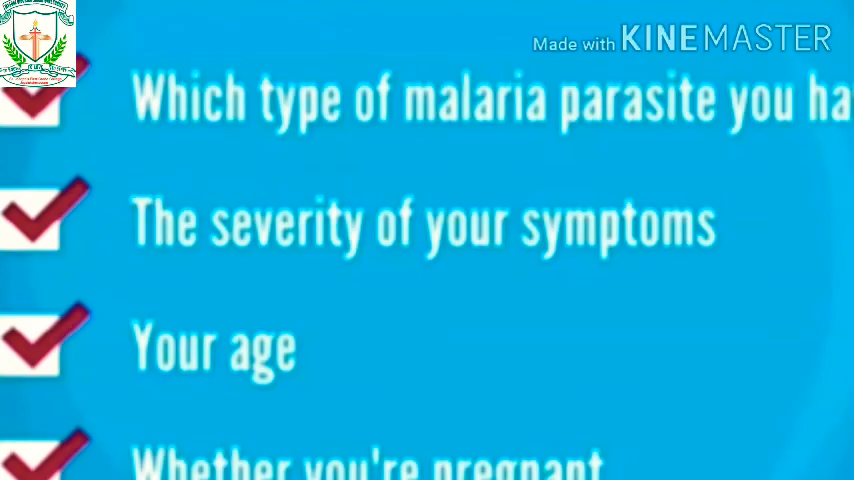 Made with KINEMASTER
Which type of malaria parasite you ha
The severity of your symptoms
Your age
Whether you're pregnant